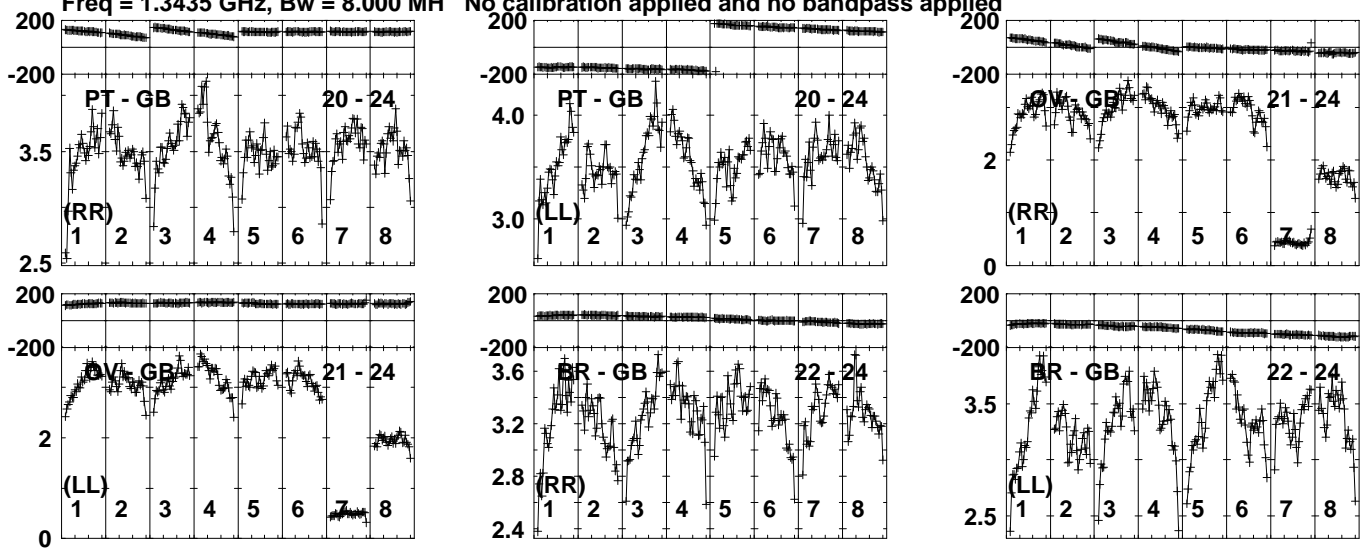 Freq = 1.3435 GHz, Bw = 8.000 MH No calibration applied and no bandpass applied
200
-200
PT - GB 20 - 24
3.5
(RR)
1 2 3 4 5 6 7 8
2.5
200
-200
PT - GB 20 - 24
4.0
3.0 (LL)
1 2 3 4 5 6 7 8
200
-200
OV - GB 21 - 24
2
(RR)
1 2 3 4 5 6 7 8
0
200
-200
OV - GB 21 - 24
2
(LL)
1 2 3 4 5 6 7 8
0
200
-200
3.6 BR - GB 22 - 24
3.2
2.8
(RR)
1 2 3 4 5 6 7 8
2.4
200
-200
BR - GB 22 - 24
3.5
(LL)
1 2 3 4 5 6 7 8
2.5